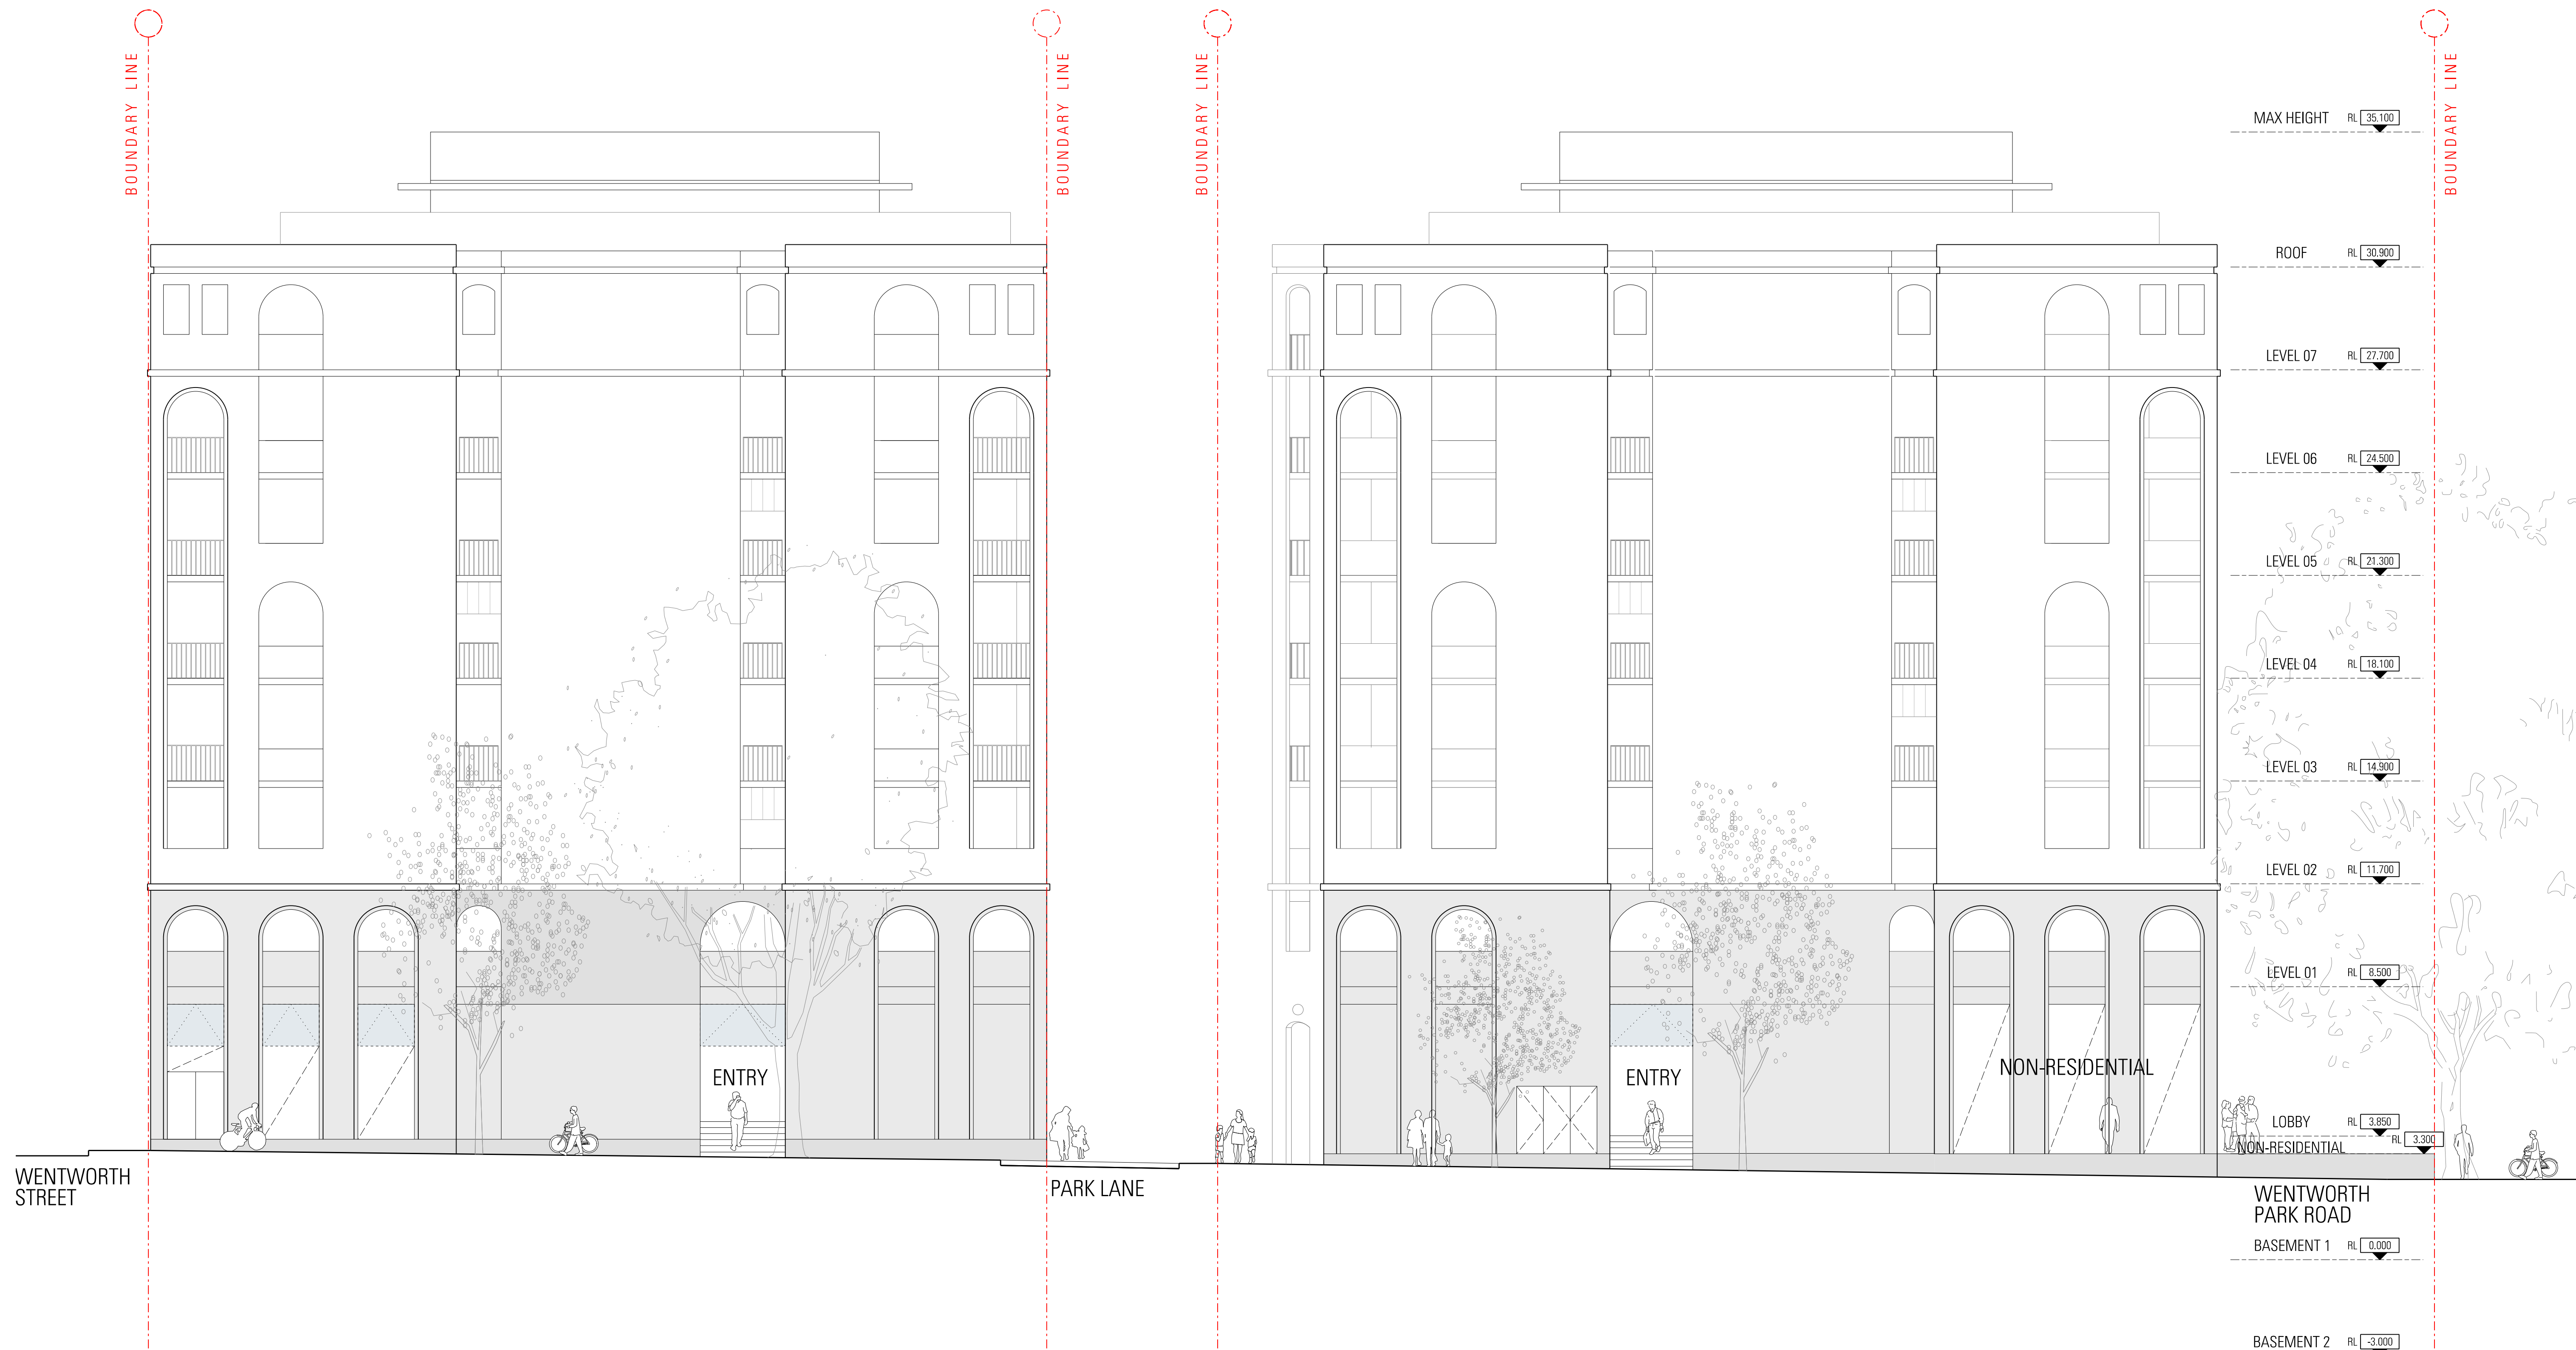 BOUNDARY LINE
BOUNDARY LINE
BOUNDARY LINE
BOUNDARY LINE
MAX HEIGHT RL 35.100
ROOF RL 30.900
LEVEL 07 RL 27.700
LEVEL 06 RL 24.500
LEVEL 05 RL 21.300
LEVEL 04 RL 18.100
LEVEL 03 RL 14.900
LEVEL 02 RL 11.700
LEVEL 01 RL 8.500
ENTRY
ENTRY
NON-RESIDENTIAL
LOBBY RL 3.850
NON-RESIDENTIAL RL 3.300
WENTWORTH
STREET
PARK LANE
WENTWORTH
PARK ROAD
BASEMENT 1 RL 0.000
BASEMENT 2 RL -3.000